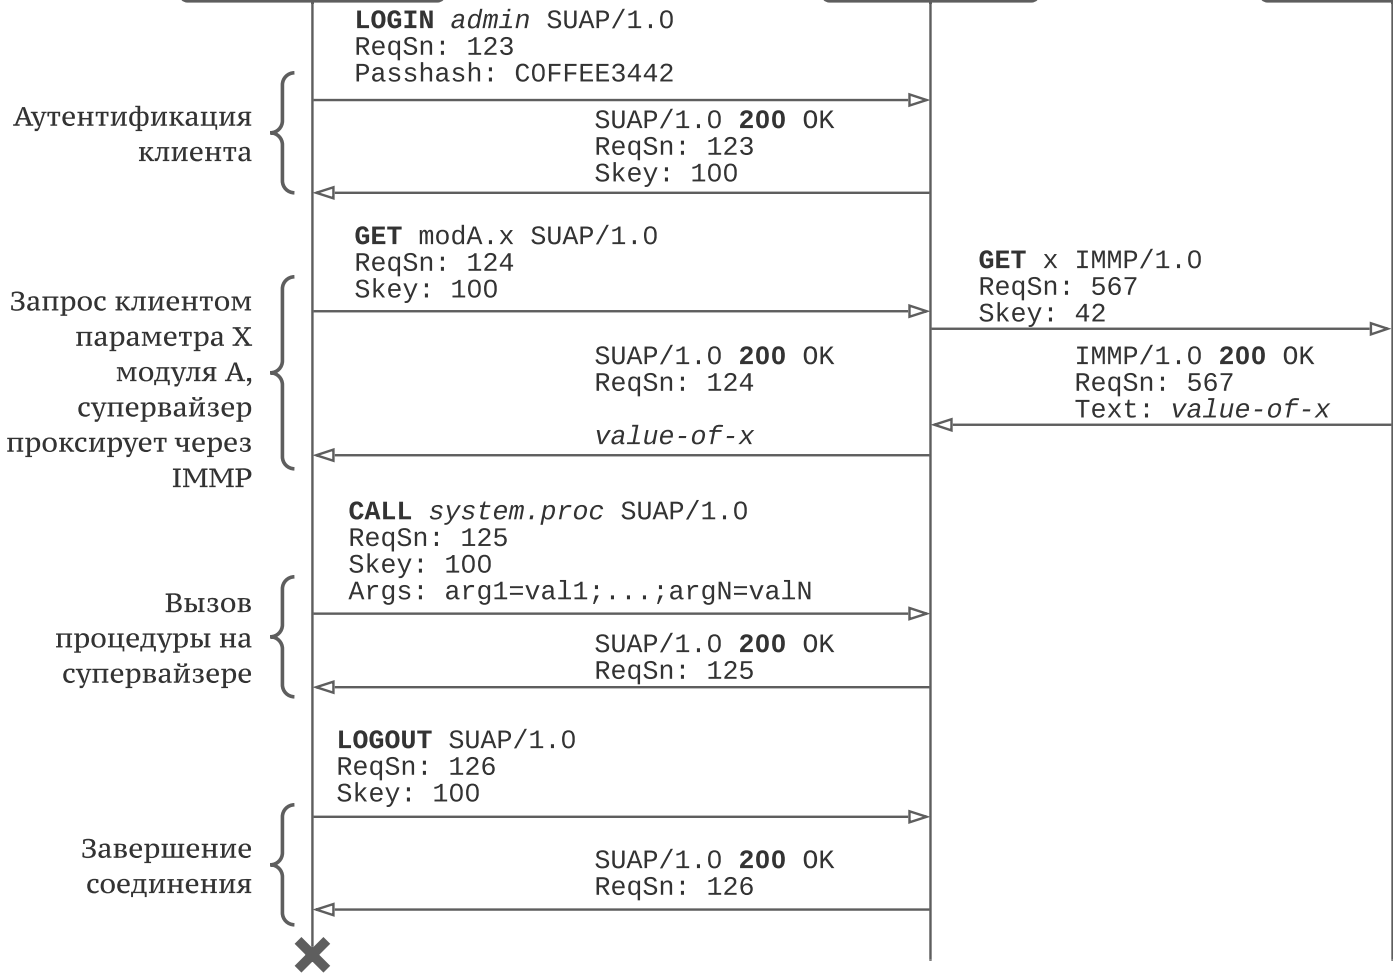 LOGIN admin SUAP/1.0
ReqSn: 123
Passhash: C0FFEE3442
Аутентификация
клиента
SUAP/1.0 200 OK
ReqSn: 123
Skey: 100
GET modA.x SUAP/1.0
ReqSn: 124
Skey: 100
GET x IMMP/1.0
ReqSn: 567
Skey: 42
Запрос клиентом
параметра X
модуля A,
супервайзер
проксирует через
IMMP
SUAP/1.0 200 OK
ReqSn: 124
value-of-x
IMMP/1.0 200 OK
ReqSn: 567
Text: value-of-x
CALL system.proc SUAP/1.0
ReqSn: 125
Skey: 100
Args: arg1=val1;...;argN=valN
Вызов
процедуры на
супервайзере
SUAP/1.0 200 OK
ReqSn: 125
LOGOUT SUAP/1.0
ReqSn: 126
Skey: 100
Завершение
соединения
SUAP/1.0 200 OK
ReqSn: 126